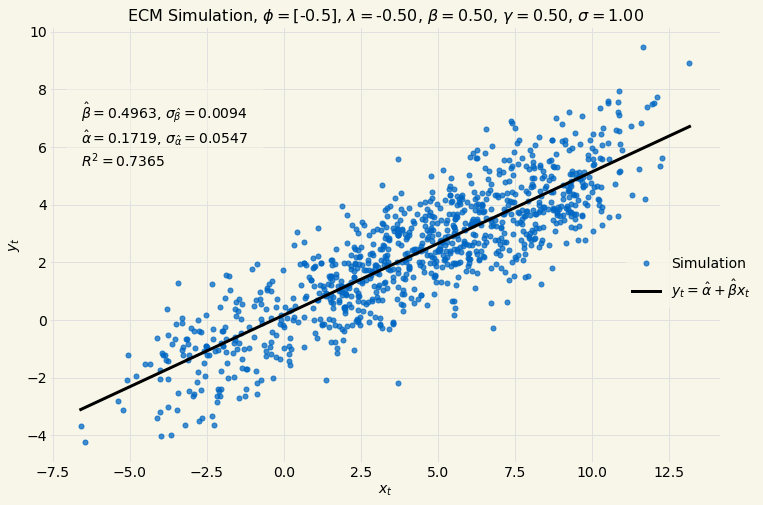 ECM Simulation, ϕ = [-0.5], λ = -0.50, β = 0.50, γ = 0.50, σ = 1.00
10
8
6
4
2
0
−2
−4
y_t
β̂ = 0.4963, σ_β̂ = 0.0094
α̂ = 0.1719, σ_α̂ = 0.0547
R² = 0.7365
Simulation
y_t = α̂ + β̂x_t
−7.5 −5.0 −2.5 0.0 2.5 5.0 7.5 10.0 12.5
x_t